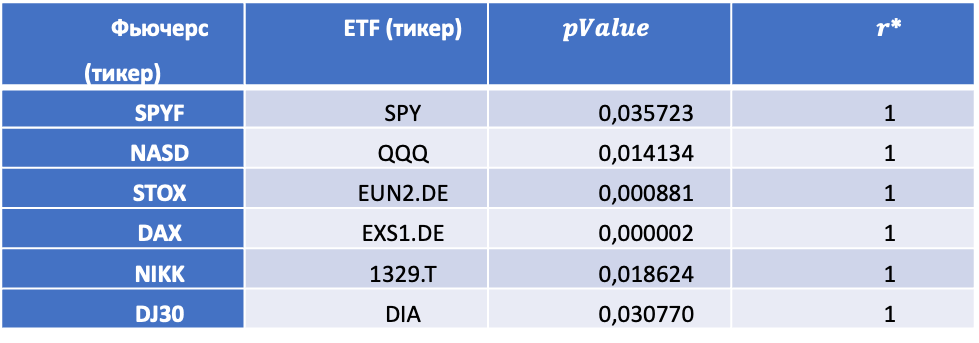 Фьючерс (тикер) ETF (тикер) pValue r*
SPYF SPY 0,035723 1
NASD QQQ 0,014134 1
STOX EUN2.DE 0,000881 1
DAX EXS1.DE 0,000002 1
NIKK 1329.T 0,018624 1
DJ30 DIA 0,030770 1